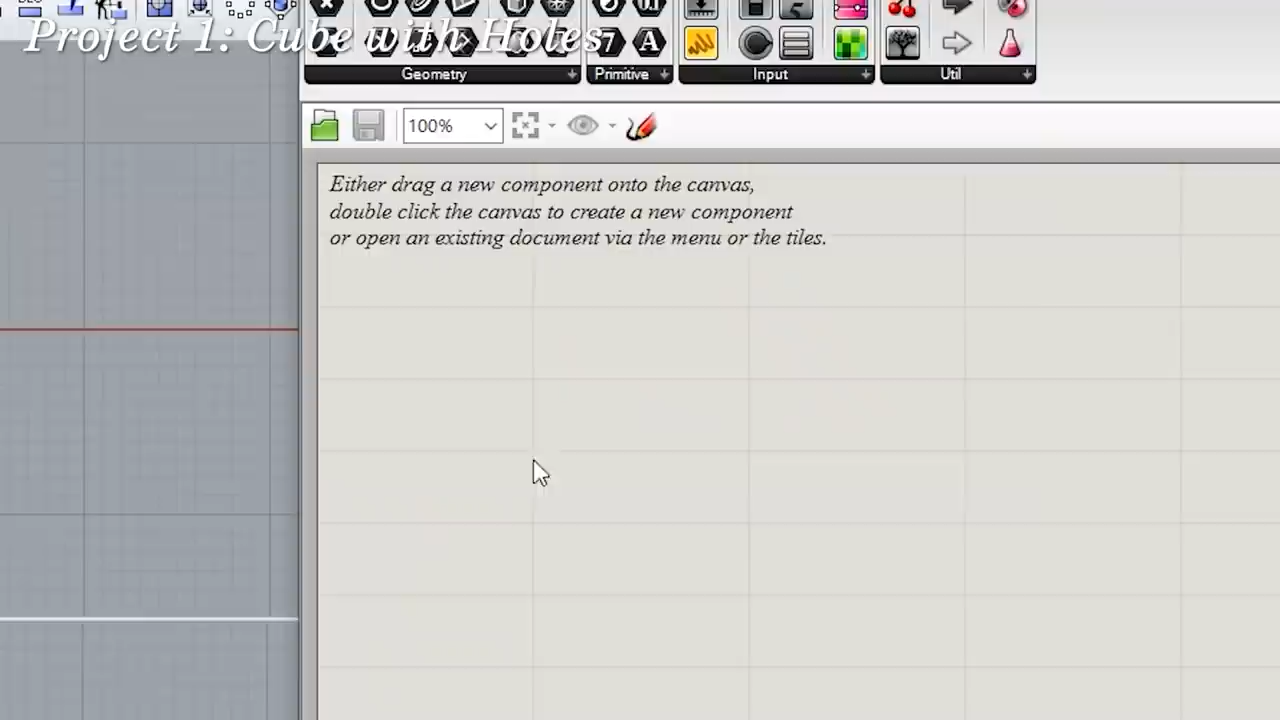 Project 1: Cube with Holes
Geometry
Primitive
Input
Util
100%
Either drag a new component onto the canvas,
double click the canvas to create a new component
or open an existing document via the menu or the tiles.